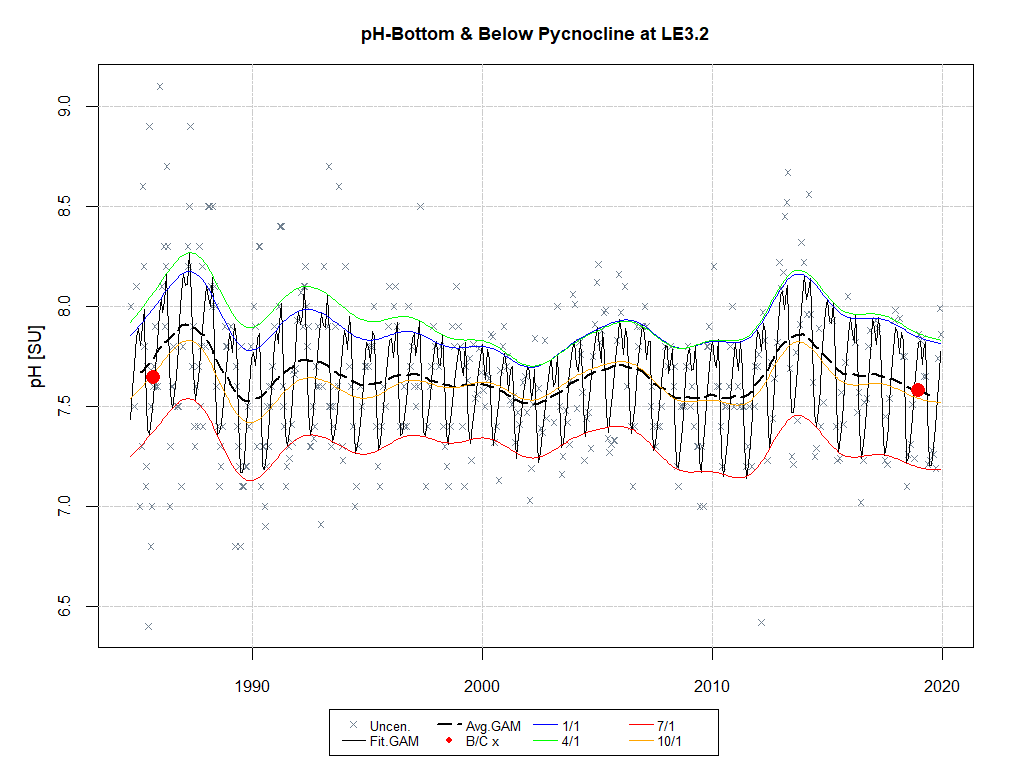 pH-Bottom & Below Pycnocline at LE3.2
pH [SU]
9.0
8.5
8.0
7.5
7.0
6.5
1990 2000 2010 2020
Uncen. Avg.GAM 1/1 7/1
Fit.GAM B/C x 4/1 10/1